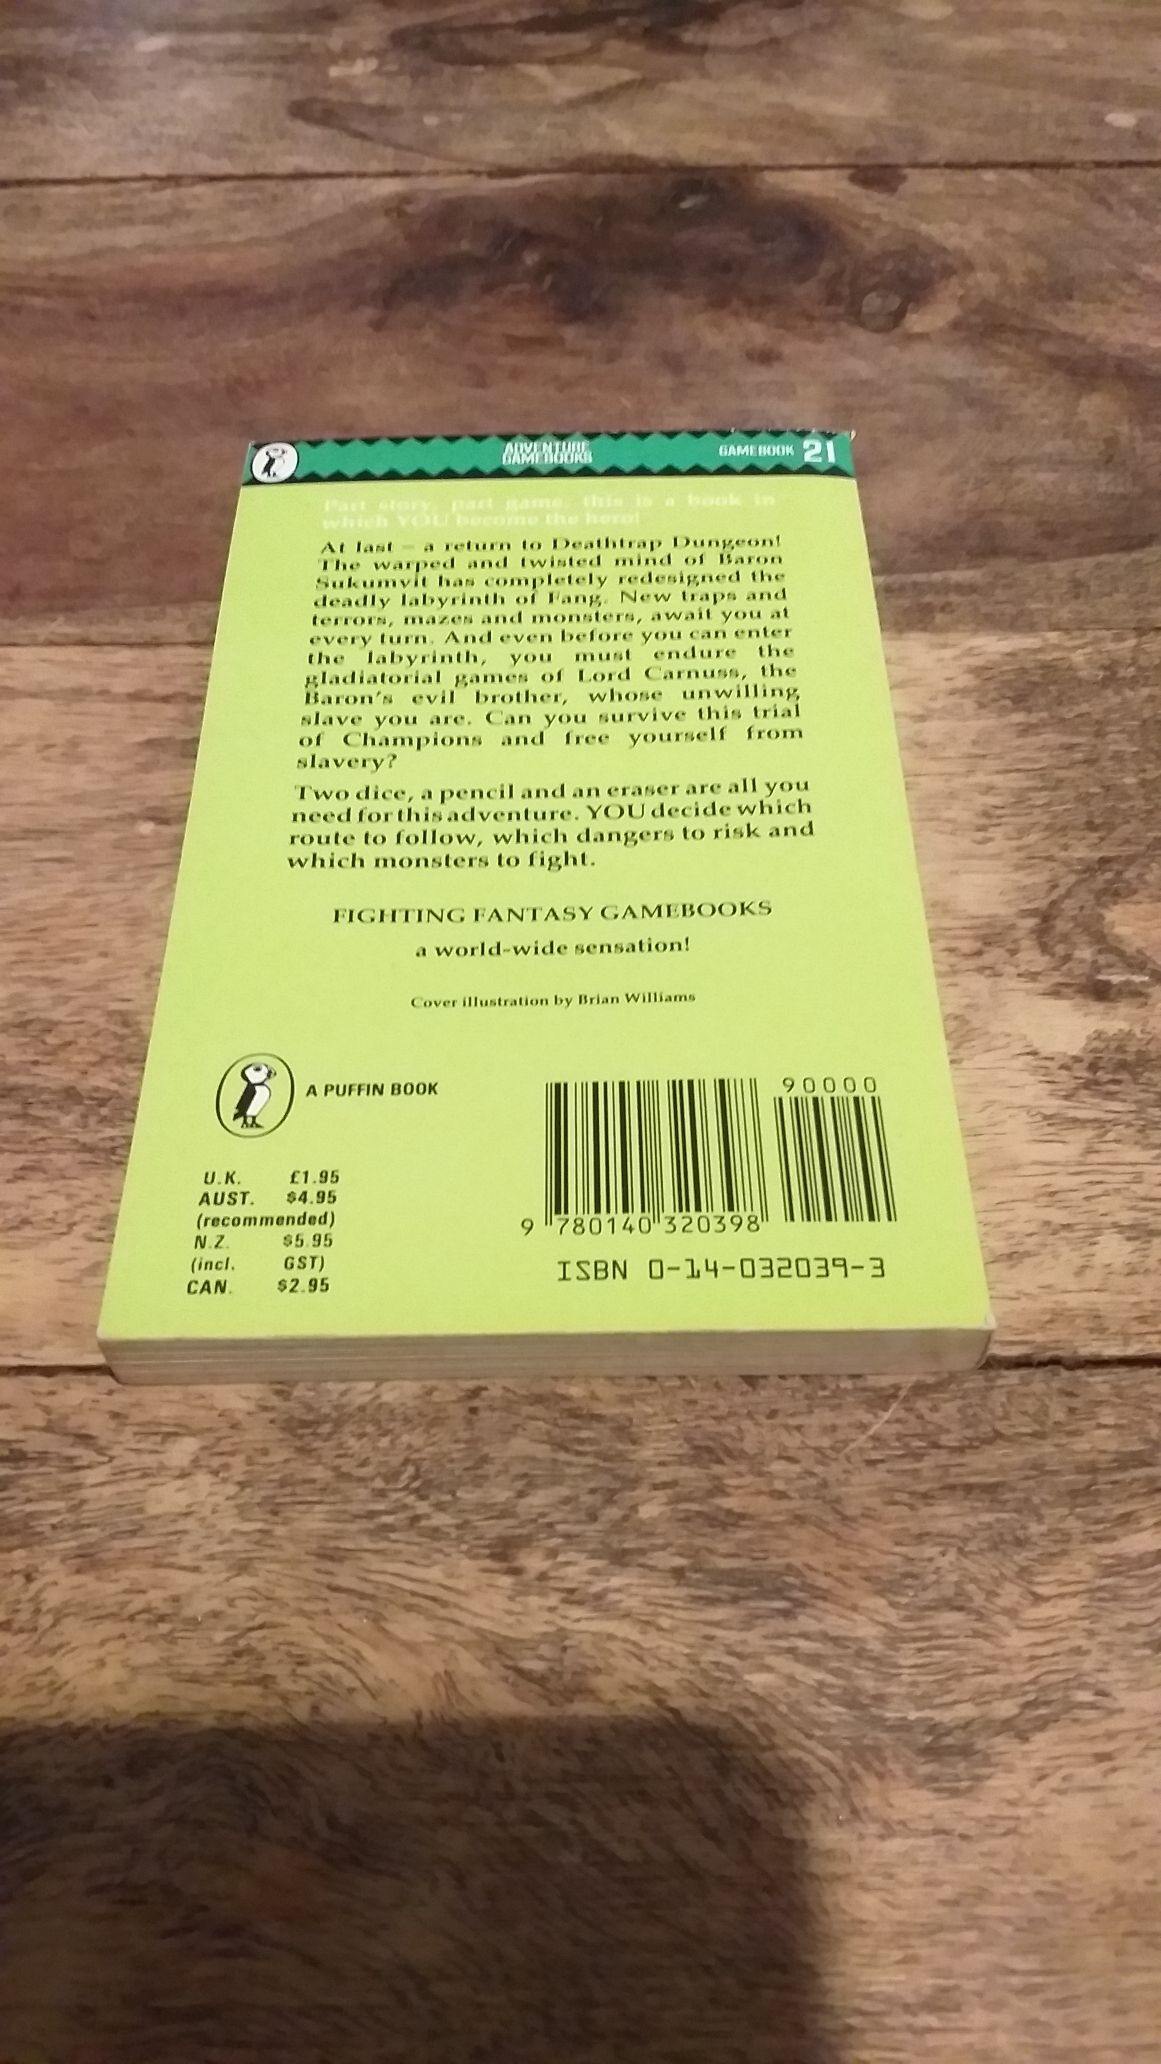 ADVENTURE
GAMEBOOKS
GAMEBOOK 21
Part story, part game, this is a book in
which YOU become the hero!
At last – a return to Deathtrap Dungeon!
The warped and twisted mind of Baron
Sukumvit has completely redesigned the
deadly labyrinth of Fang. New traps and
terrors, mazes and monsters, await you at
every turn. And even before you can enter
the labyrinth, you must endure the
gladiatorial games of Lord Carnuss, the
Baron's evil brother, whose unwilling
slave you are. Can you survive this trial
of Champions and free yourself from
slavery?
Two dice, a pencil and an eraser are all you
need for this adventure. YOU decide which
route to follow, which dangers to risk and
which monsters to fight.
FIGHTING FANTASY GAMEBOOKS
a world-wide sensation!
Cover illustration by Brian Williams
A PUFFIN BOOK
U.K. £1.95
AUST. $4.95
(recommended)
N.Z. $5.95
(incl. GST)
CAN. $2.95
90000
9 780140 320398
ISBN 0-14-032039-3